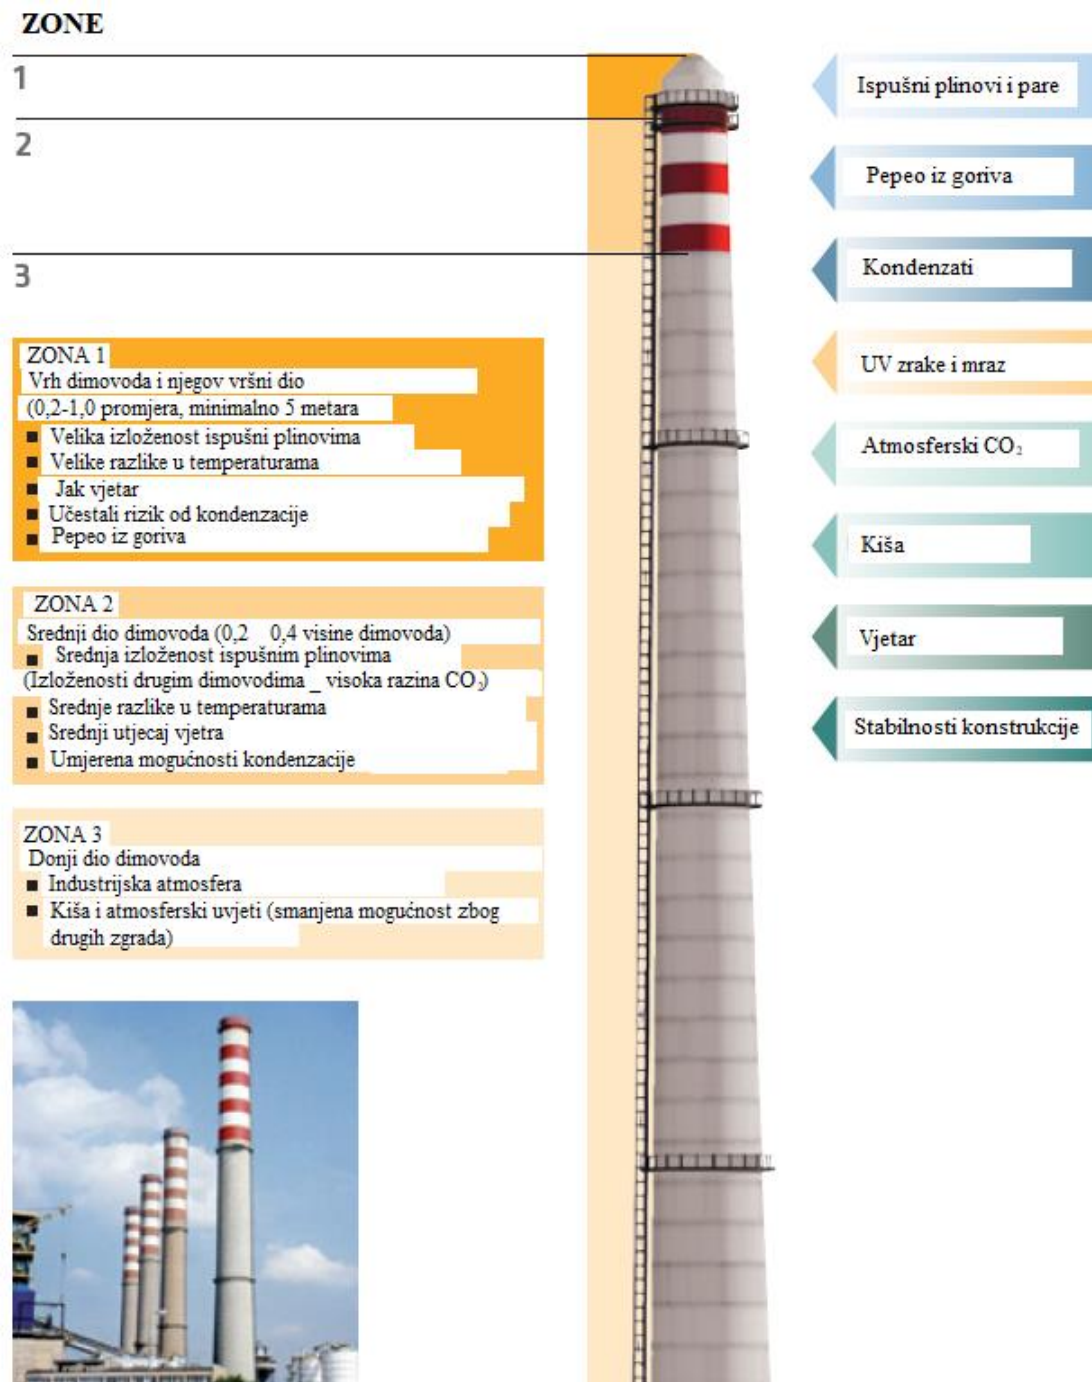 ZONE
1
2
3
ZONA 1
Vrh dimovoda i njegov vršni dio
(0,2-1,0 promjera, minimalno 5 metara
Velika izloženost ispušni plinovima
Velike razlike u temperaturama
Jak vjetar
Učestali rizik od kondenzacije
Pepeo iz goriva
ZONA 2
Srednji dio dimovoda (0,2 _ 0,4 visine dimovoda)
Srednja izloženost ispušnim plinovima
(Izloženosti drugim dimovodima _ visoka razina CO₂)
Srednje razlike u temperaturama
Srednji utjecaj vjetra
Umjerena mogućnosti kondenzacije
ZONA 3
Donji dio dimovoda
Industrijska atmosfera
Kiša i atmosferski uvjeti (smanjena mogućnost zbog
drugih zgrada)
Ispušni plinovi i pare
Pepeo iz goriva
Kondenzati
UV zrake i mraz
Atmosferski CO₂
Kiša
Vjetar
Stabilnosti konstrukcije